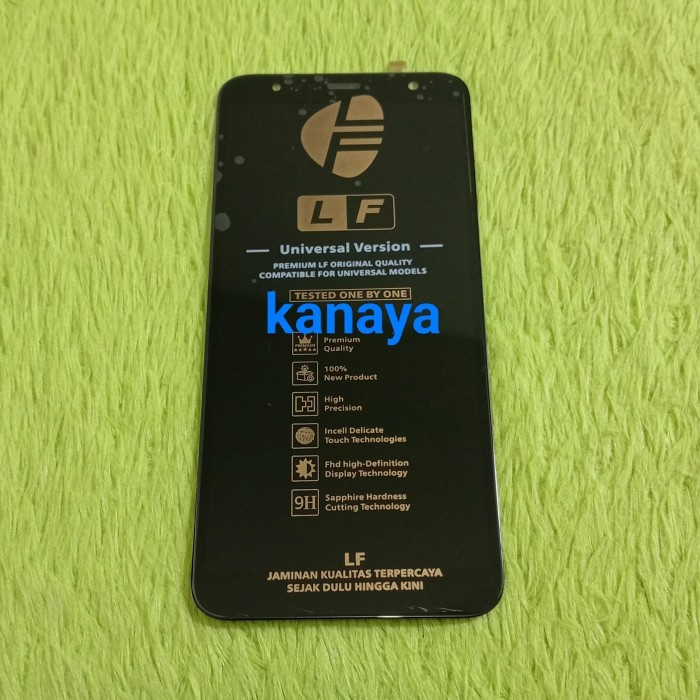 LF
LF
Universal Version
PREMIUM LF ORIGINAL QUALITY
COMPATIBLE FOR UNIVERSAL MODELS
TESTED ONE BY ONE
kanaya
PREMIUM
Premium
Quality
100%
New Product
High
Precision
Incell Delicate
Touch Technologies
Fhd high-Definition
Display Technology
9H
Sapphire Hardness
Cutting Technology
LF
JAMINAN KUALITAS TERPERCAYA
SEJAK DULU HINGGA KINI